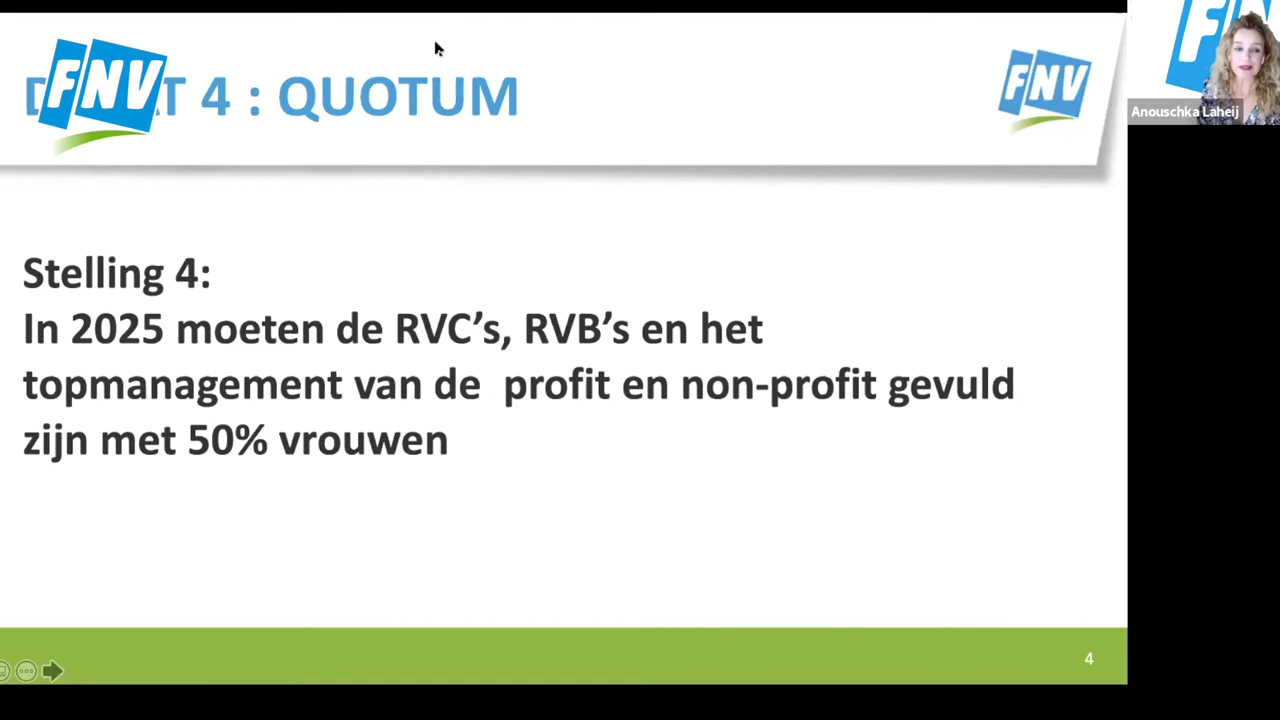 FNV
T 4 : QUOTUM
FNV
Anouschka Laheij
Stelling 4:
In 2025 moeten de RVC’s, RVB’s en het
topmanagement van de profit en non-profit gevuld
zijn met 50% vrouwen
4